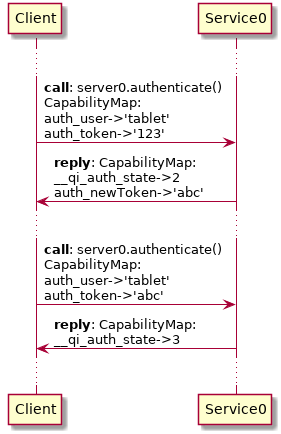 Client Service0
call: server0.authenticate()
CapabilityMap:
auth_user->'tablet'
auth_token->'123'
reply: CapabilityMap:
__qi_auth_state->2
auth_newToken->'abc'
call: server0.authenticate()
CapabilityMap:
auth_user->'tablet'
auth_token->'abc'
reply: CapabilityMap:
__qi_auth_state->3
Client Service0